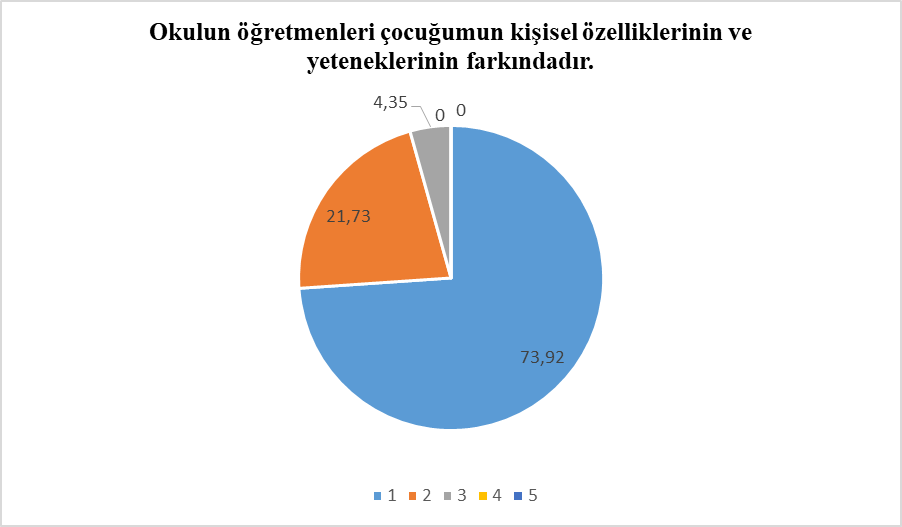 Okulun öğretmenleri çocuğumun kişisel özelliklerinin ve
yeteneklerinin farkındadır.
4,35
0
0
21,73
73,92
1 2 3 4 5